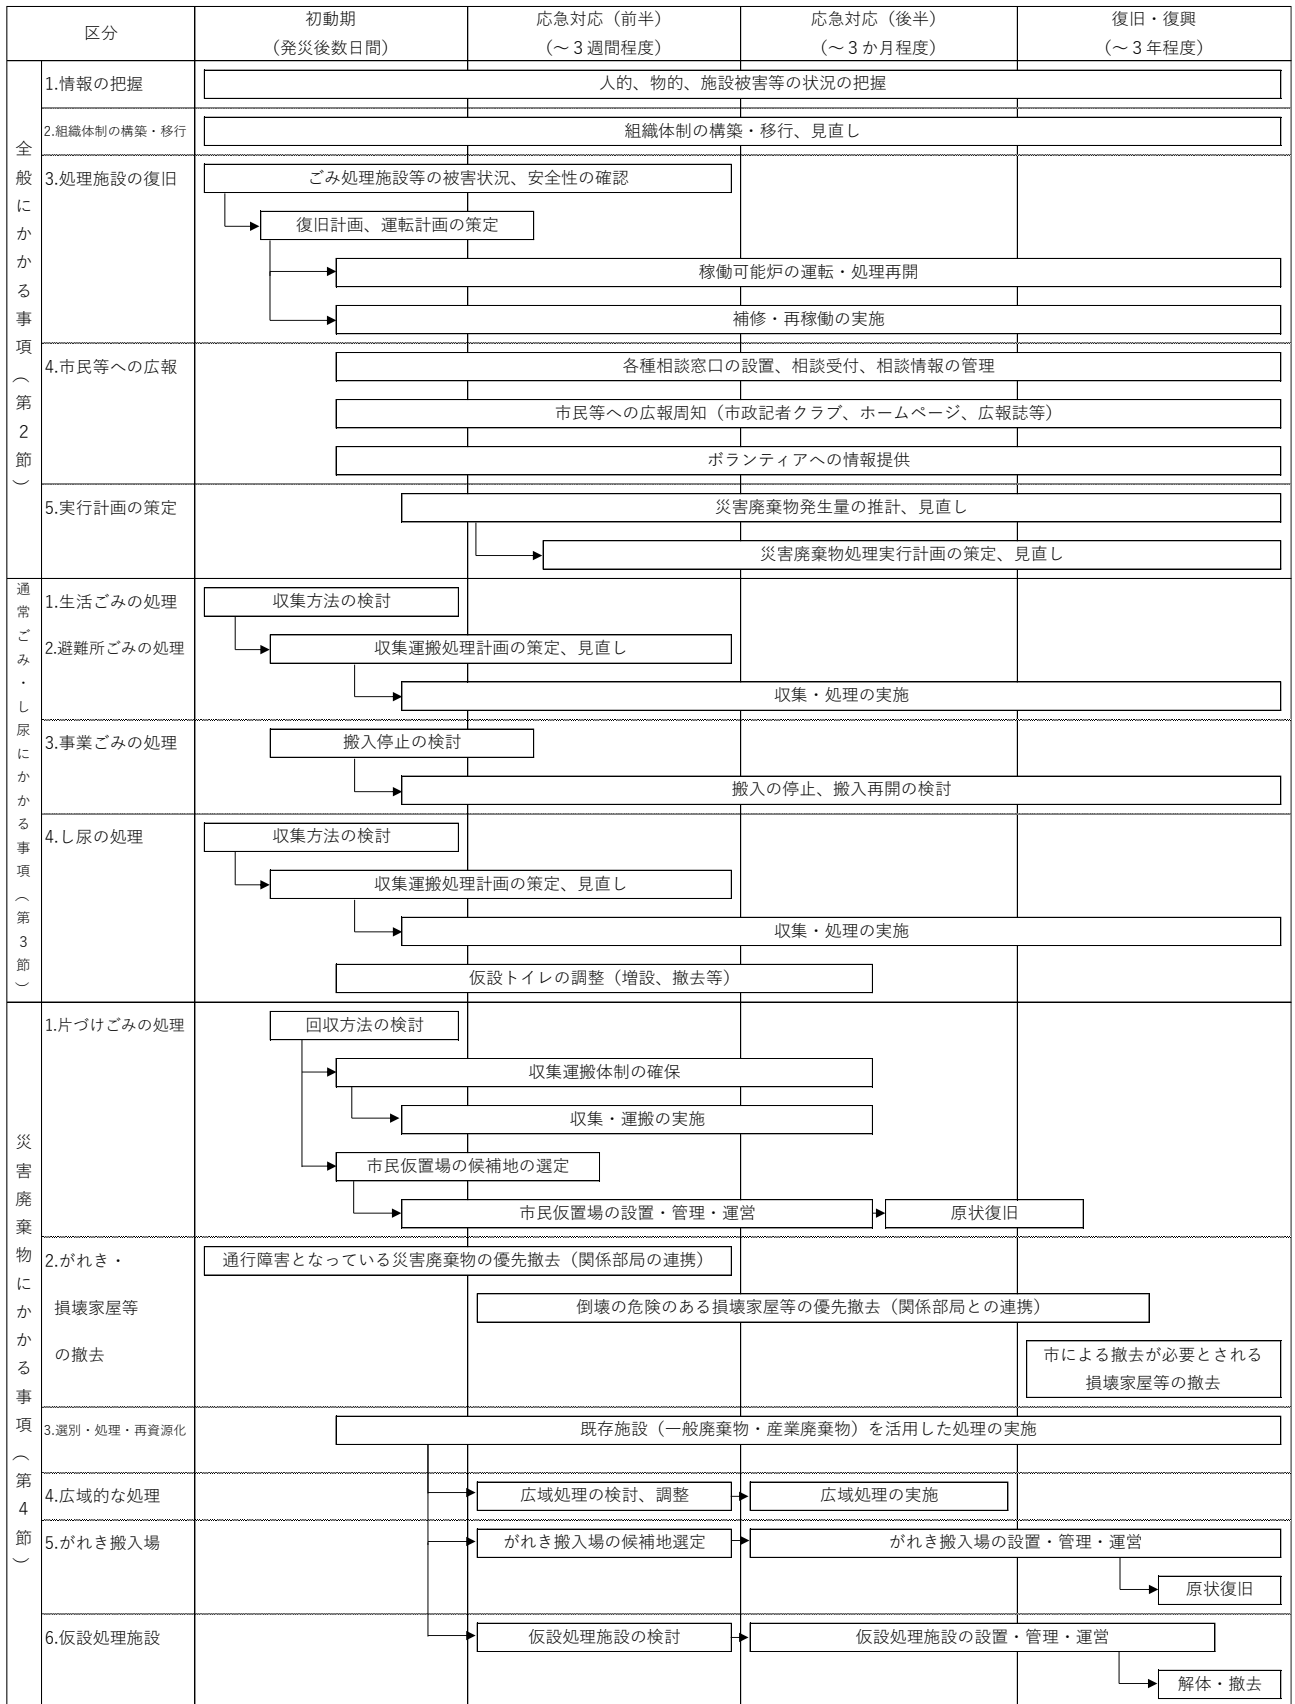 区分
初動期
（発災後数日間）
応急対応（前半）
（～３週間程度）
応急対応（後半）
（～３か月程度）
復旧・復興
（～３年程度）
全般にかかる事項（第２節）
1.情報の把握
人的、物的、施設被害等の状況の把握
2.組織体制の構築・移行
組織体制の構築・移行、見直し
3.処理施設の復旧
ごみ処理施設等の被害状況、安全性の確認
復旧計画、運転計画の策定
稼働可能炉の運転・処理再開
補修・再稼働の実施
4.市民等への広報
各種相談窓口の設置、相談受付、相談情報の管理
市民等への広報周知（市政記者クラブ、ホームページ、広報誌等）
ボランティアへの情報提供
5.実行計画の策定
災害廃棄物発生量の推計、見直し
災害廃棄物処理実行計画の策定、見直し
通常ごみ・し尿にかかる事項（第３節）
1.生活ごみの処理
収集方法の検討
2.避難所ごみの処理
収集運搬処理計画の策定、見直し
収集・処理の実施
3.事業ごみの処理
搬入停止の検討
搬入の停止、搬入再開の検討
4.し尿の処理
収集方法の検討
収集運搬処理計画の策定、見直し
収集・処理の実施
仮設トイレの調整（増設、撤去等）
災害廃棄物にかかる事項（第４節）
1.片づけごみの処理
回収方法の検討
収集運搬体制の確保
収集・運搬の実施
市民仮置場の候補地の選定
市民仮置場の設置・管理・運営
原状復旧
2.がれき・
損壊家屋等
の撤去
通行障害となっている災害廃棄物の優先撤去（関係部局の連携）
倒壊の危険のある損壊家屋等の優先撤去（関係部局との連携）
市による撤去が必要とされる
損壊家屋等の撤去
3.選別・処理・再資源化
既存施設（一般廃棄物・産業廃棄物）を活用した処理の実施
4.広域的な処理
広域処理の検討、調整
広域処理の実施
5.がれき搬入場
がれき搬入場の候補地選定
がれき搬入場の設置・管理・運営
原状復旧
6.仮設処理施設
仮設処理施設の検討
仮設処理施設の設置・管理・運営
解体・撤去